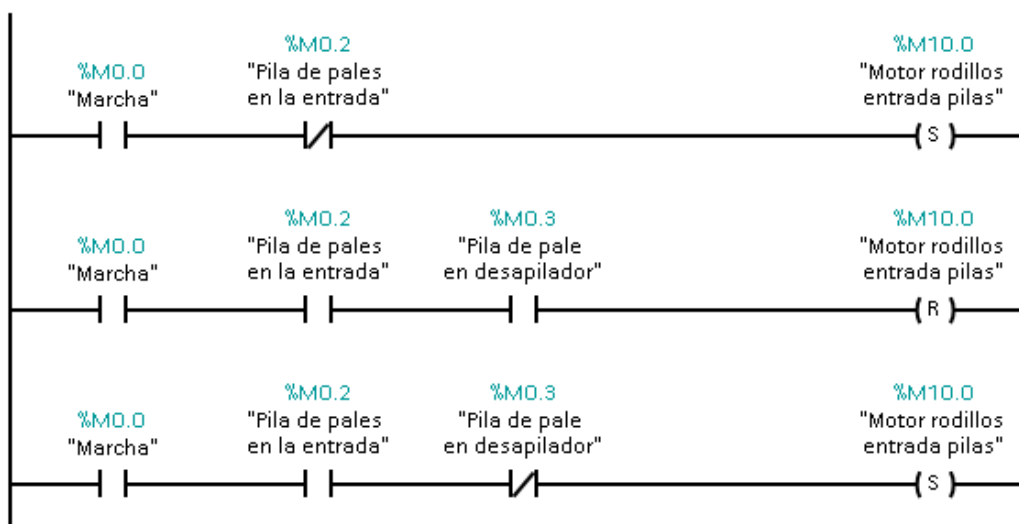 %M0.2
%M10.0
%M0.0
"Pila de pales
"Motor rodillos
"Marcha"
en la entrada"
entrada pilas"
S
%M0.2
%M0.3
%M10.0
%M0.0
"Pila de pales
"Pila de pale
"Motor rodillos
"Marcha"
en la entrada"
en desapilador"
entrada pilas"
R
%M0.2
%M0.3
%M10.0
%M0.0
"Pila de pales
"Pila de pale
"Motor rodillos
"Marcha"
en la entrada"
en desapilador"
entrada pilas"
S